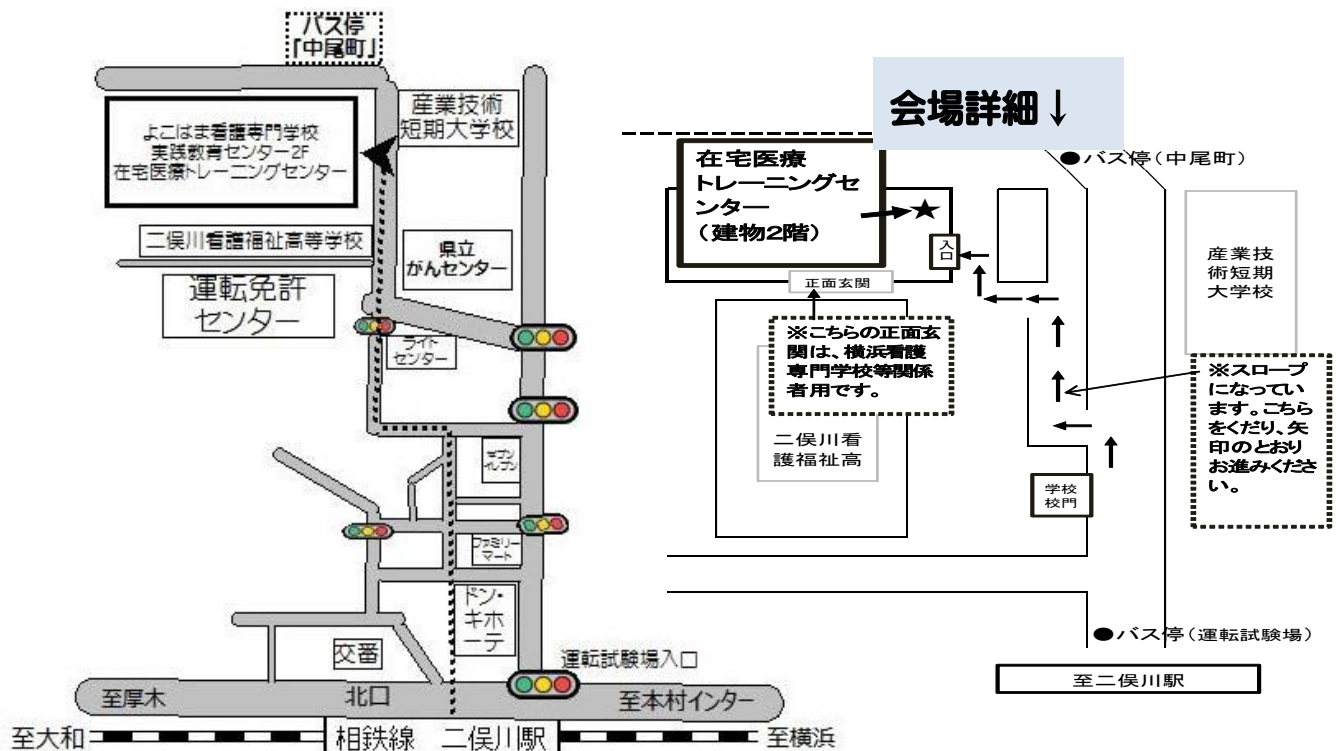 バス停
「中尾町」
よこはま看護専門学校
実践教育センター2F
在宅医療トレーニングセンター
産業技術
短期大学校
二俣川看護福祉高等学校
県立
がんセンター
運転免許
センター
ライト
センター
セブン
イレブン
ファミリー
マート
ドン・
キホ
ーテ
交番
運転試験場入口
至厚木
北口
至本村インター
至大和
相鉄線 二俣川駅
至横浜
会場詳細↓
●バス停(中尾町)
在宅医療
トレーニングセ
ンター
(建物2階)
★
入
口
正面玄関
産業技
術短期
大学校
※こちらの正面玄
関は、横浜看護
専門学校等関係
者用です。
二俣川看
護福祉高
※スロープ
になってい
ます。こちら
をくだり、矢
印のとおり
お進みくださ
い。
学校
校門
●バス停(運転試験場)
至二俣川駅